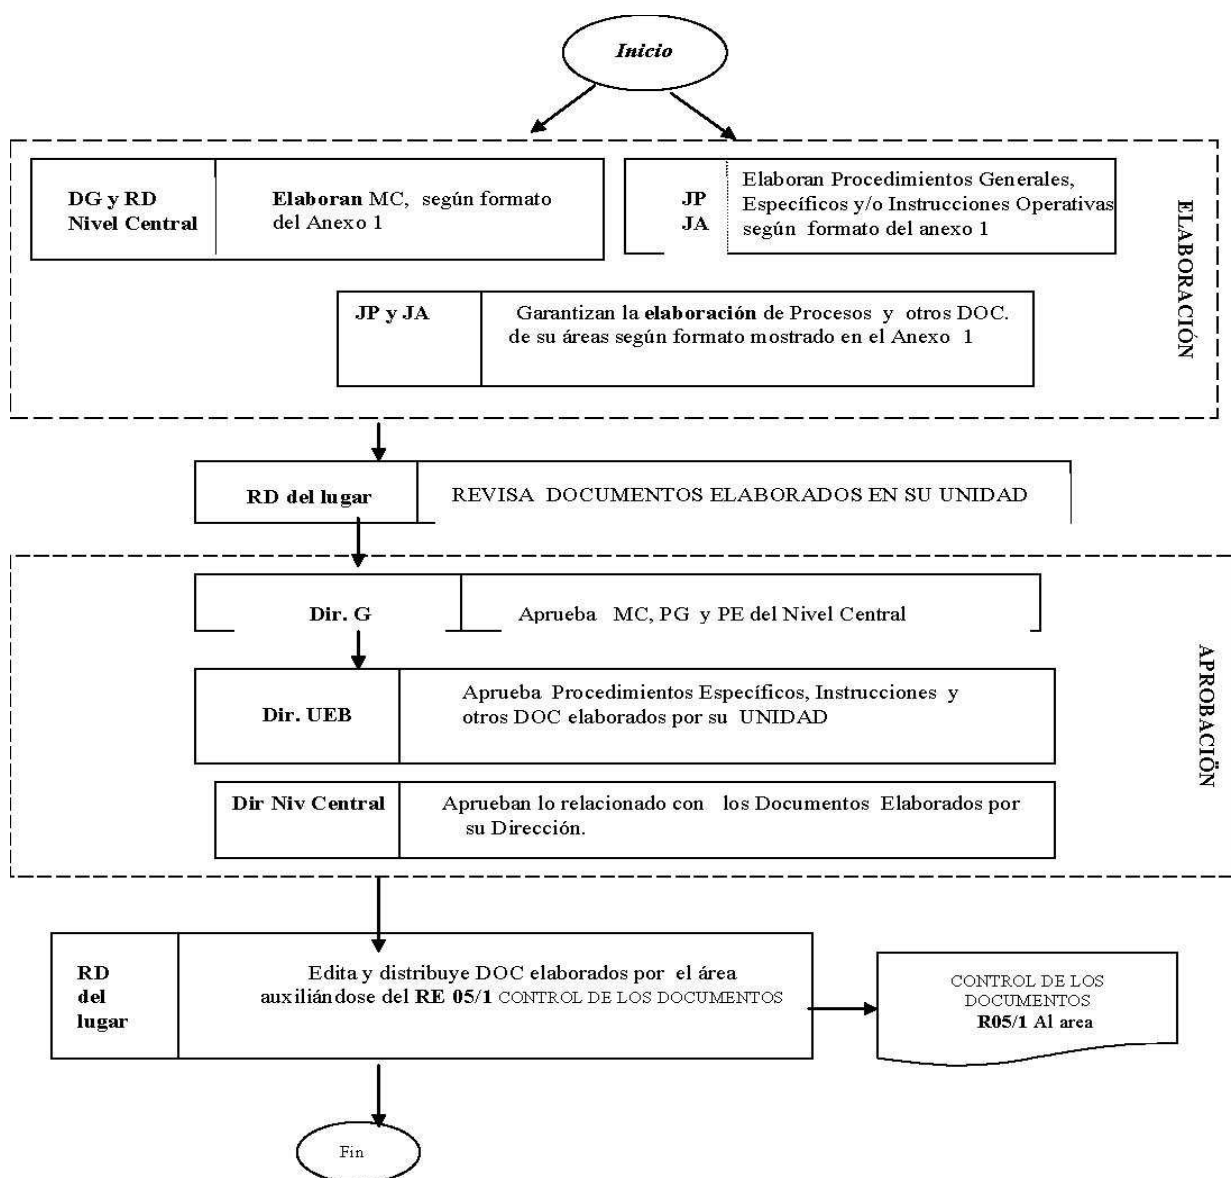 Inicio
DG y RD
Nivel Central
Elaboran MC, según formato
del Anexo 1
JP
JA
Elaboran Procedimientos Generales,
Específicos y/o Instrucciones Operativas
según formato del anexo 1
ELABORACIÓN
JP y JA
Garantizan la elaboración de Procesos y otros DOC.
de su áreas según formato mostrado en el Anexo 1
RD del lugar
REVISA DOCUMENTOS ELABORADOS EN SU UNIDAD
Dir. G
Aprueba MC, PG y PE del Nivel Central
APROBACIÖN
Dir. UEB
Aprueba Procedimientos Específicos, Instrucciones y
otros DOC elaborados por su UNIDAD
Dir Niv Central
Aprueban lo relacionado con los Documentos Elaborados por
su Dirección.
RD
del
lugar
Edita y distribuye DOC elaborados por el área
auxiliándose del RE 05/1 CONTROL DE LOS DOCUMENTOS
CONTROL DE LOS
DOCUMENTOS
R05/1 Al area
Fin